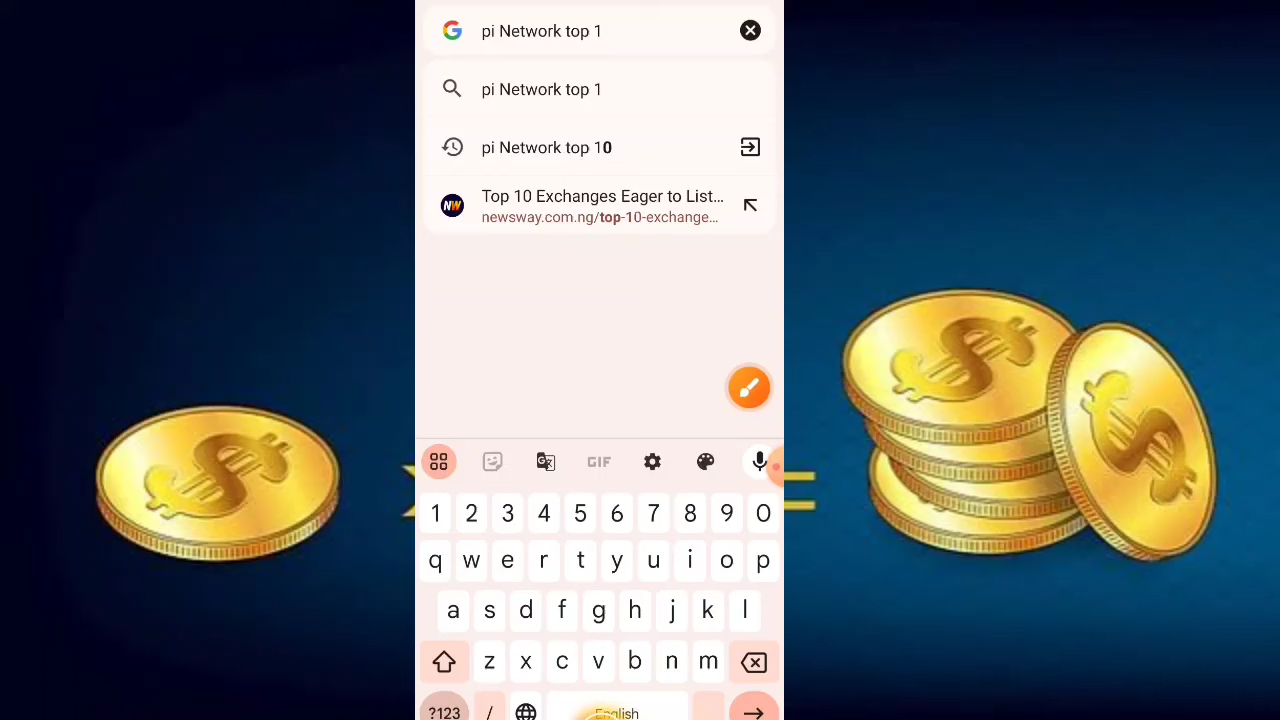 pi Network top 1
pi Network top 1
pi Network top 10
NW
Top 10 Exchanges Eager to List...
newsway.com.ng/top-10-exchange...
GIF
1 2 3 4 5 6 7 8 9 0
q w e r t y u i o p
a s d f g h j k l
z x c v b n m
?123 / English